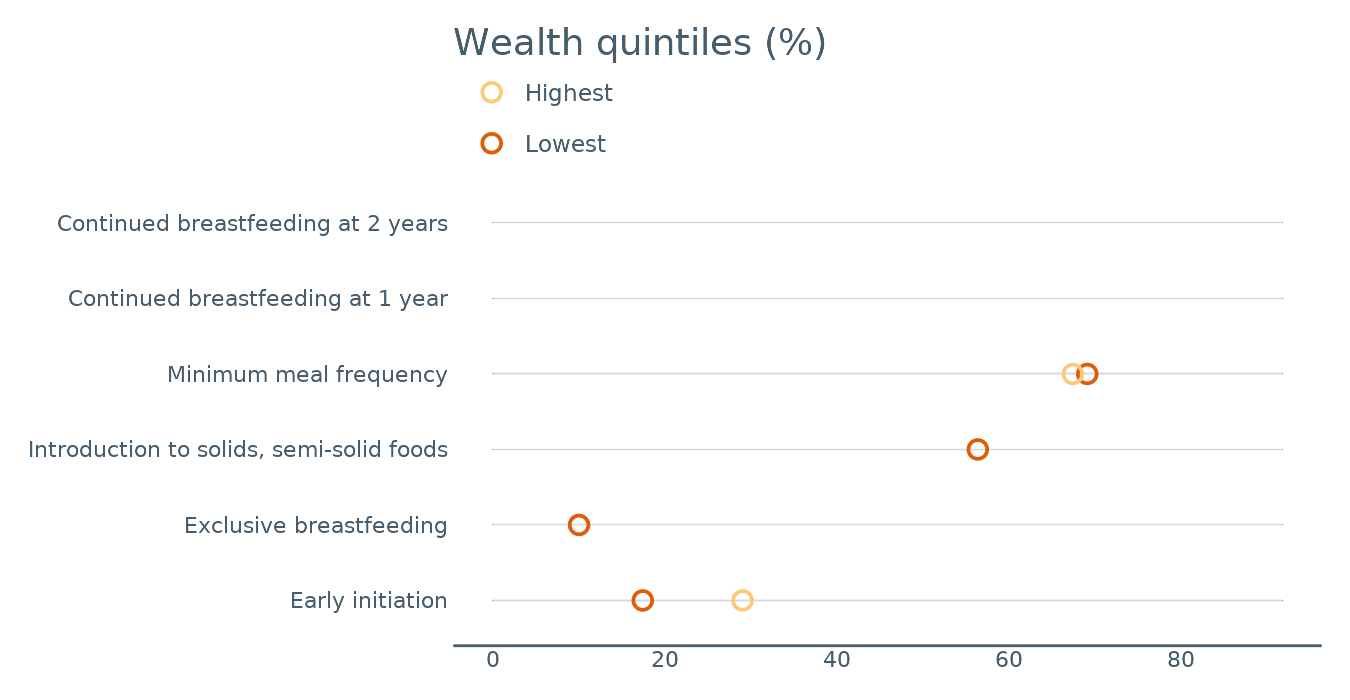 Wealth quintiles (%)
Highest
Lowest
Continued breastfeeding at 2 years
Continued breastfeeding at 1 year
Minimum meal frequency
Introduction to solids, semi-solid foods
Exclusive breastfeeding
Early initiation
0 20 40 60 80